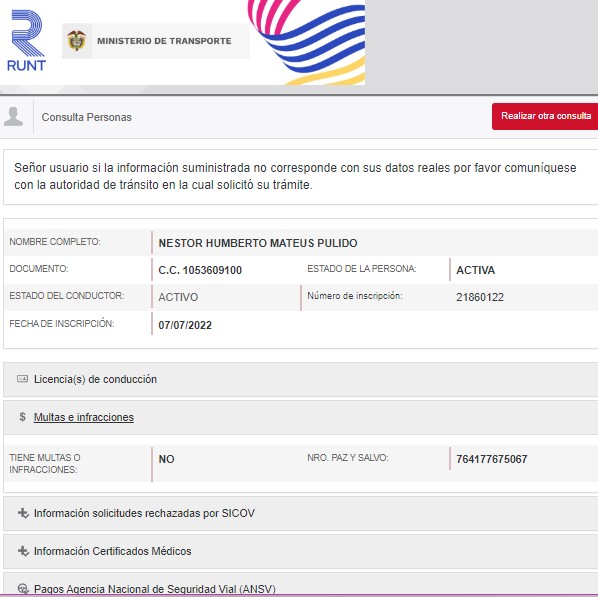 RUNT
MINISTERIO DE TRANSPORTE
Consulta Personas
Realizar otra consulta
Señor usuario si la información suministrada no corresponde con sus datos reales por favor comuníquese
con la autoridad de tránsito en la cual solicitó su trámite.
NOMBRE COMPLETO: NESTOR HUMBERTO MATEUS PULIDO
DOCUMENTO: C.C. 1053609100 ESTADO DE LA PERSONA: ACTIVA
ESTADO DEL CONDUCTOR: ACTIVO Número de inscripción: 21860122
FECHA DE INSCRIPCIÓN: 07/07/2022
Licencia(s) de conducción
$ Multas e infracciones
TIENE MULTAS O
INFRACCIONES:
NO
NRO. PAZ Y SALVO: 764177675067
Información solicitudes rechazadas por SICOV
Información Certificados Médicos
Pagos Agencia Nacional de Seguridad Vial (ANSV)